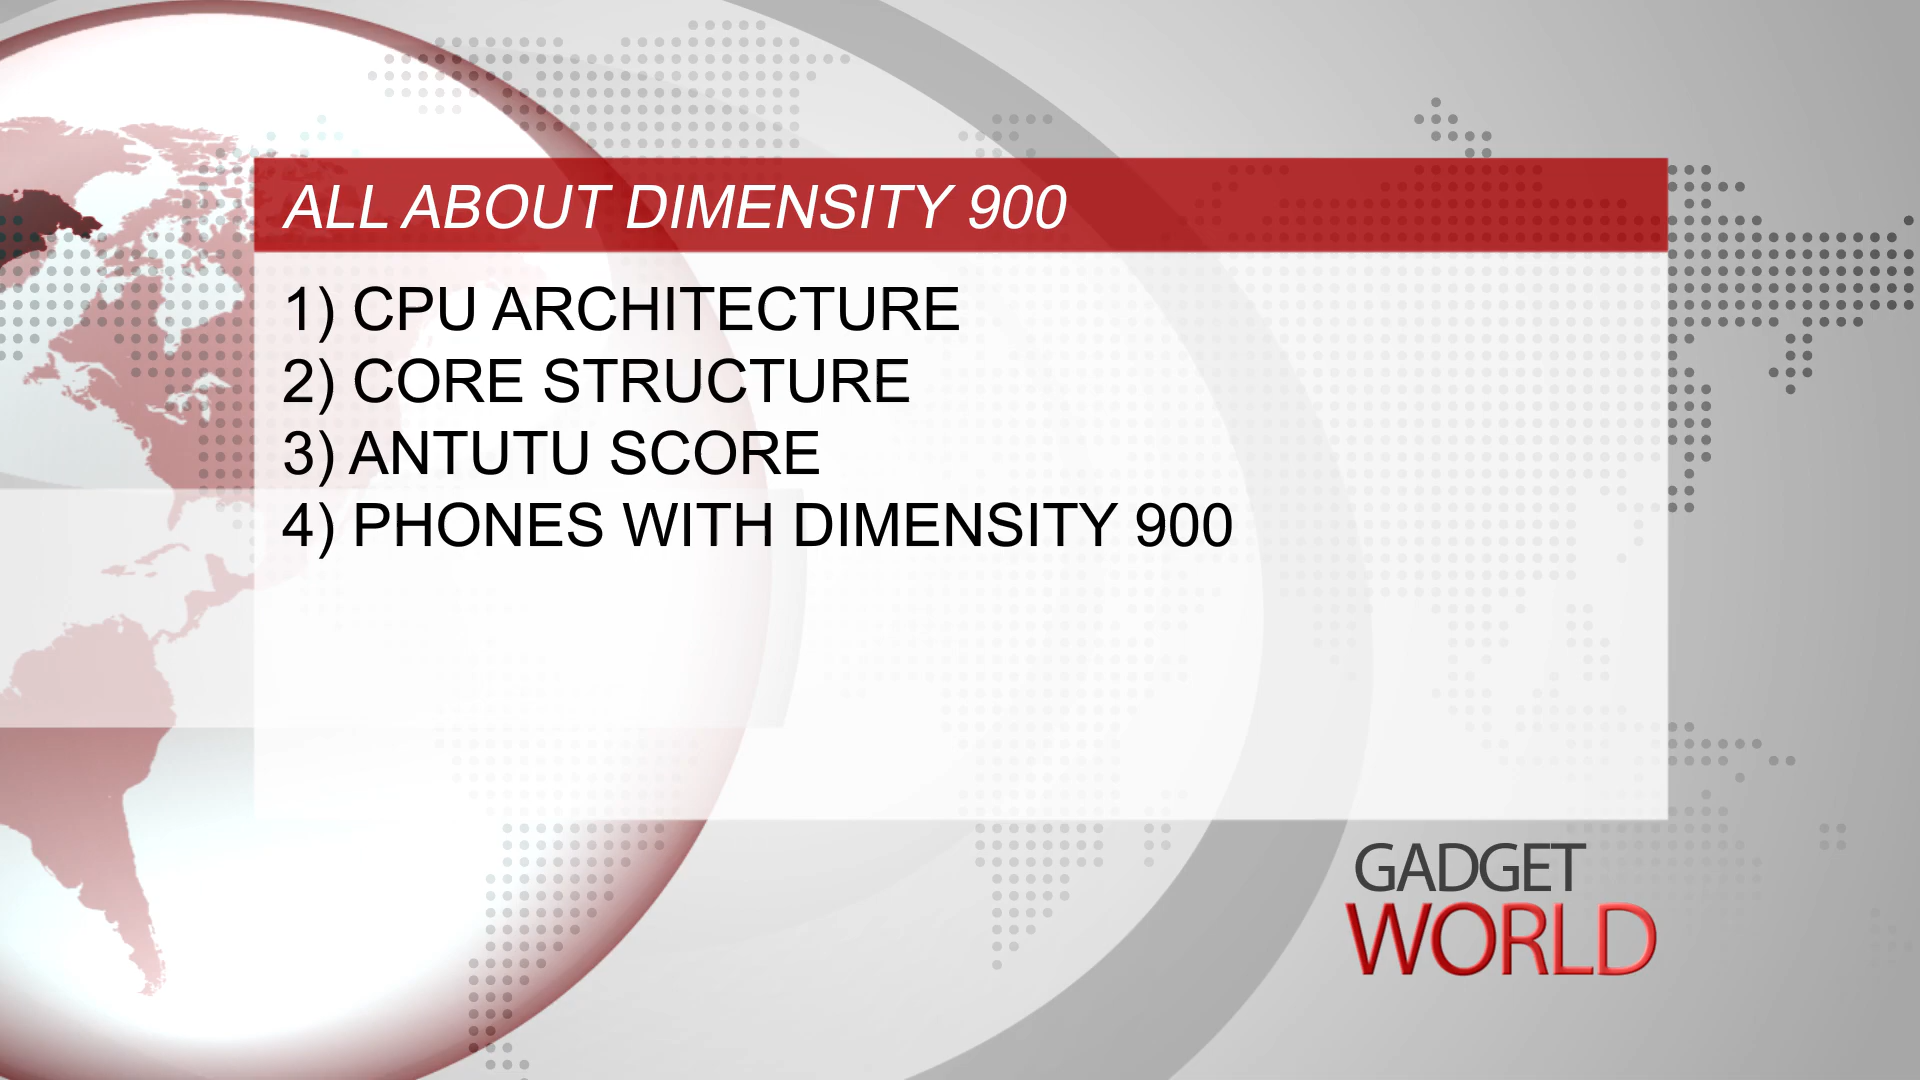 ALL ABOUT DIMENSITY 900
1) CPU ARCHITECTURE
2) CORE STRUCTURE
3) ANTUTU SCORE
4) PHONES WITH DIMENSITY 900
GADGET
WORLD